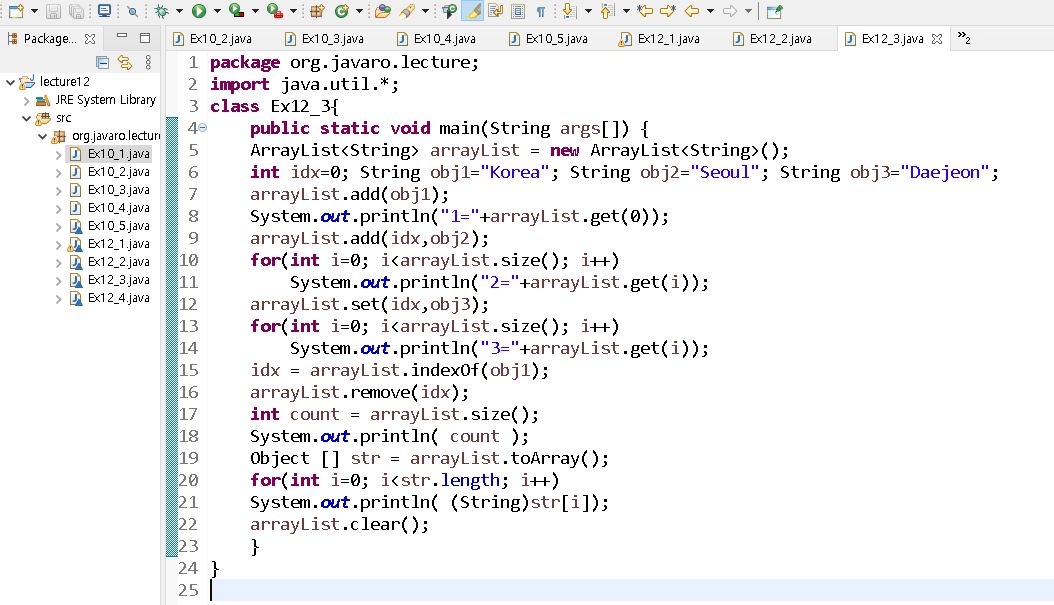 Package...
lecture12
JRE System Library
src
org.javaro.lectur
Ex10_1.java
Ex10_2.java
Ex10_3.java
Ex10_4.java
Ex10_5.java
Ex12_1.java
Ex12_2.java
Ex12_3.java
Ex12_4.java
Ex10_2.java Ex10_3.java Ex10_4.java Ex10_5.java Ex12_1.java Ex12_2.java Ex12_3.java »2
1 package org.javaro.lecture;
2 import java.util.*;
3 class Ex12_3{
4 public static void main(String args[]) {
5 ArrayList<String> arrayList = new ArrayList<String>();
6 int idx=0; String obj1="Korea"; String obj2="Seoul"; String obj3="Daejeon";
7 arrayList.add(obj1);
8 System.out.println("1="+arrayList.get(0));
9 arrayList.add(idx,obj2);
10 for(int i=0; i<arrayList.size(); i++)
11 System.out.println("2="+arrayList.get(i));
12 arrayList.set(idx,obj3);
13 for(int i=0; i<arrayList.size(); i++)
14 System.out.println("3="+arrayList.get(i));
15 idx = arrayList.indexOf(obj1);
16 arrayList.remove(idx);
17 int count = arrayList.size();
18 System.out.println( count );
19 Object [] str = arrayList.toArray();
20 for(int i=0; i<str.length; i++)
21 System.out.println( (String)str[i]);
22 arrayList.clear();
23 }
24 }
25